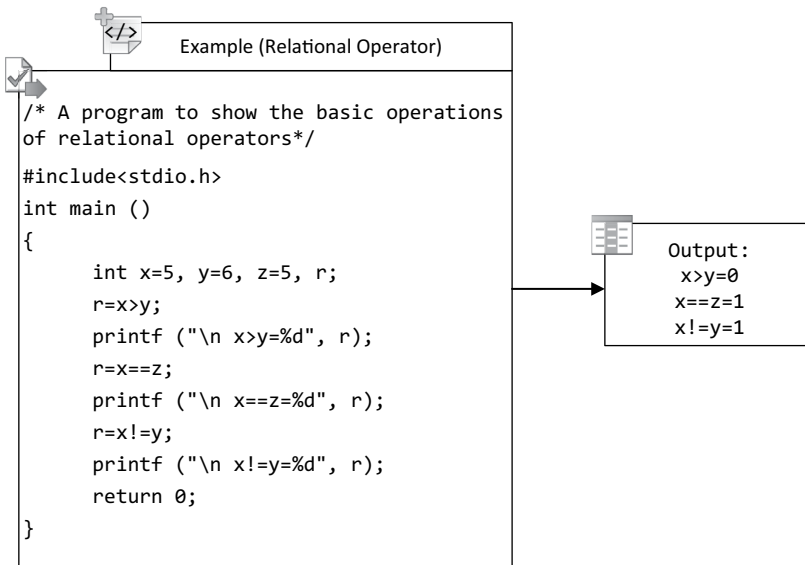 Example (Relational Operator)
/* A program to show the basic operations
of relational operators*/
#include<stdio.h>
int main ()
{
int x=5, y=6, z=5, r;
r=x>y;
printf ("\n x>y=%d", r);
r=x==z;
printf ("\n x==z=%d", r);
r=x!=y;
printf ("\n x!=y=%d", r);
return 0;
}
Output:
x>y=0
x==z=1
x!=y=1